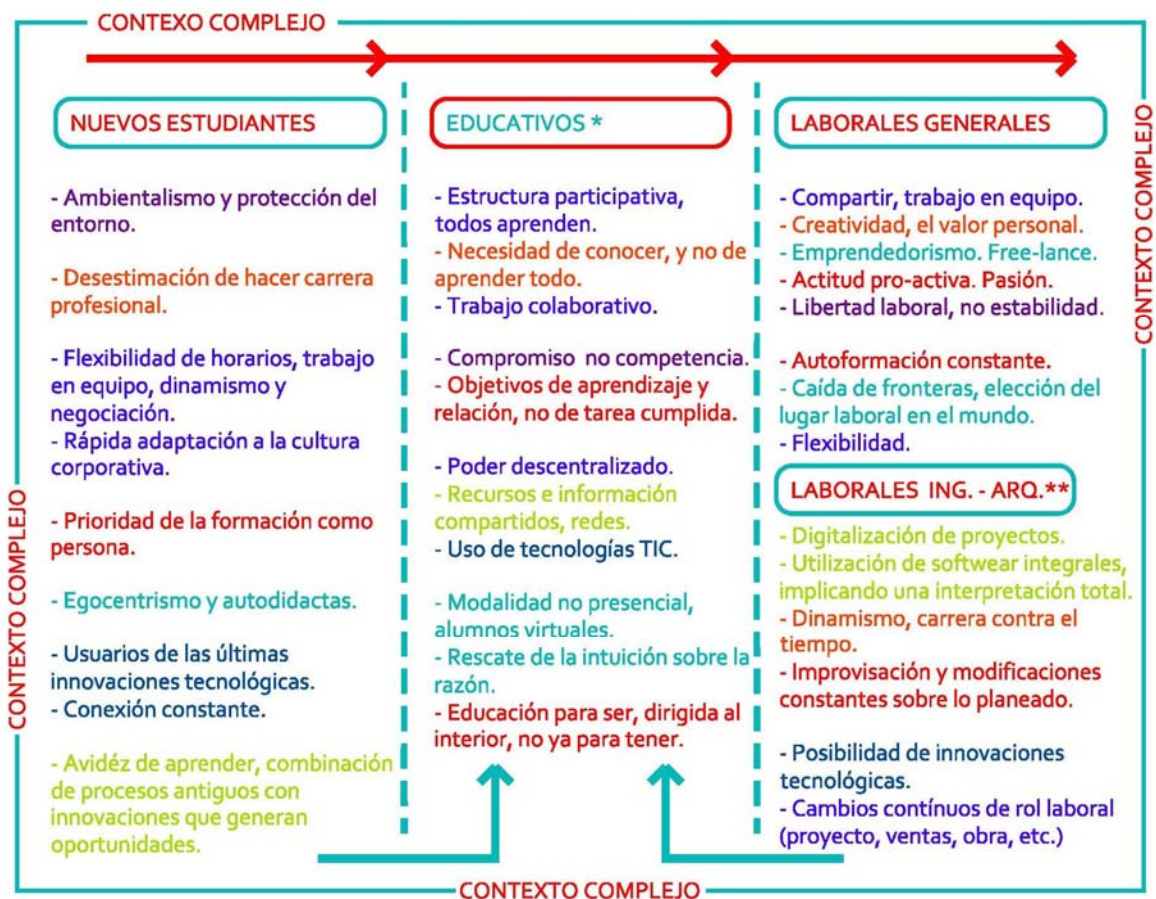 CONTEXO COMPLEJO
NUEVOS ESTUDIANTES
- Ambientalismo y protección del
entorno.
- Desestimación de hacer carrera
profesional.
- Flexibilidad de horarios, trabajo
en equipo, dinamismo y
negociación.
- Rápida adaptación a la cultura
corporativa.
- Prioridad de la formación como
persona.
- Egocentrismo y autodidactas.
- Usuarios de las últimas
innovaciones tecnológicas.
- Conexión constante.
- Avidéz de aprender, combinación
de procesos antiguos con
innovaciones que generan
oportunidades.
EDUCATIVOS *
- Estructura participativa,
todos aprenden.
- Necesidad de conocer, y no de
aprender todo.
- Trabajo colaborativo.
- Compromiso no competencia.
- Objetivos de aprendizaje y
relación, no de tarea cumplida.
- Poder descentralizado.
- Recursos e información
compartidos, redes.
- Uso de tecnologías TIC.
- Modalidad no presencial,
alumnos virtuales.
- Rescate de la intuición sobre la
razón.
- Educación para ser, dirigida al
interior, no ya para tener.
LABORALES GENERALES
- Compartir, trabajo en equipo.
- Creatividad, el valor personal.
- Emprendedorismo. Free-lance.
- Actitud pro-activa. Pasión.
- Libertad laboral, no estabilidad.
- Autoformación constante.
- Caída de fronteras, elección del
lugar laboral en el mundo.
- Flexibilidad.
LABORALES ING. - ARQ.**
- Digitalización de proyectos.
- Utilización de softwear integrales,
implicando una interpretación total.
- Dinamismo, carrera contra el
tiempo.
- Improvisación y modificaciones
constantes sobre lo planeado.
- Posibilidad de innovaciones
tecnológicas.
- Cambios contínuos de rol laboral
(proyecto, ventas, obra, etc.)
CONTEXTO COMPLEJO
CONTEXTO COMPLEJO
CONTEXTO COMPLEJO